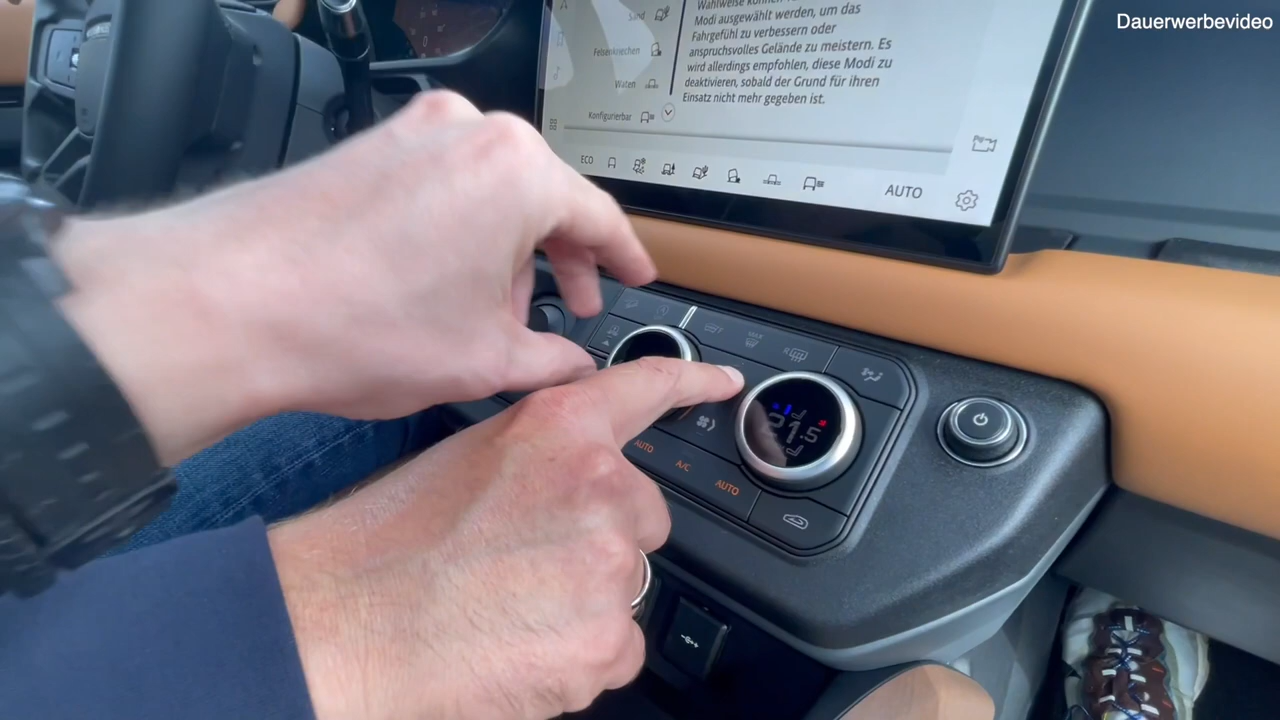 Dauerwerbevideo
Modi ausgewählt werden, um das
Fahrgefühl zu verbessern oder
anspruchsvolles Gelände zu meistern. Es
wird allerdings empfohlen, diese Modi zu
deaktivieren, sobald der Grund für ihren
Einsatz nicht mehr gegeben ist.
Sand
Felsenkriechen
Waten
Konfigurierbar
ECO
AUTO
MAX
R
21.5
AUTO
A/C
AUTO